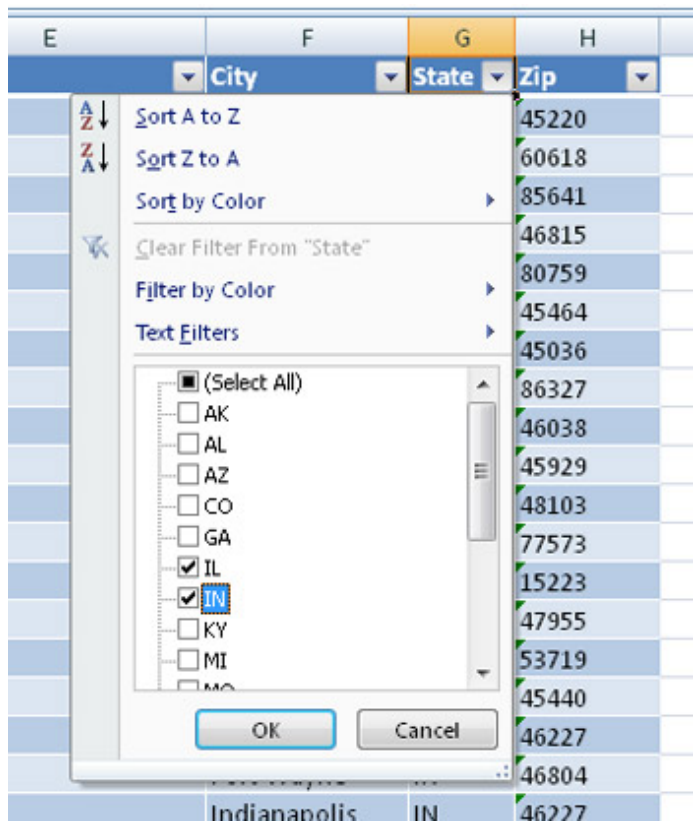 E F G H
City State Zip
A Z Sort A to Z
Z A Sort Z to A
Sort by Color
Clear Filter From "State"
Filter by Color
Text Filters
(Select All)
AK
AL
AZ
CO
GA
IL
IN
KY
MI
OK Cancel
45220
60618
85641
46815
80759
45464
45036
86327
46038
45929
48103
77573
15223
47955
53719
45440
46227
46804
Indianapolis IN 46227